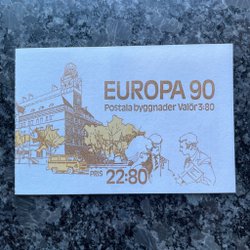 EUROPA 90
Postala byggnader Valör 3:80
PRIS 22:80